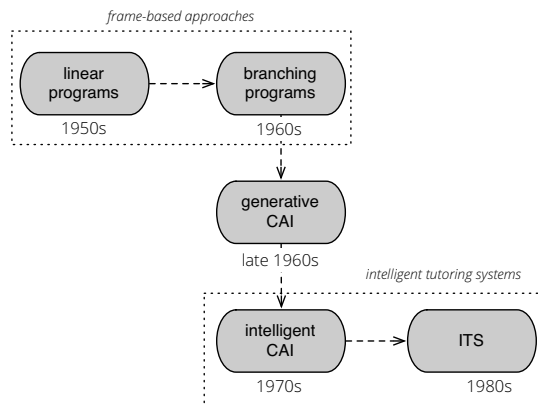 frame-based approaches
linear
programs
branching
programs
1950s
1960s
generative
CAI
late 1960s
intelligent tutoring systems
intelligent
CAI
ITS
1970s
1980s